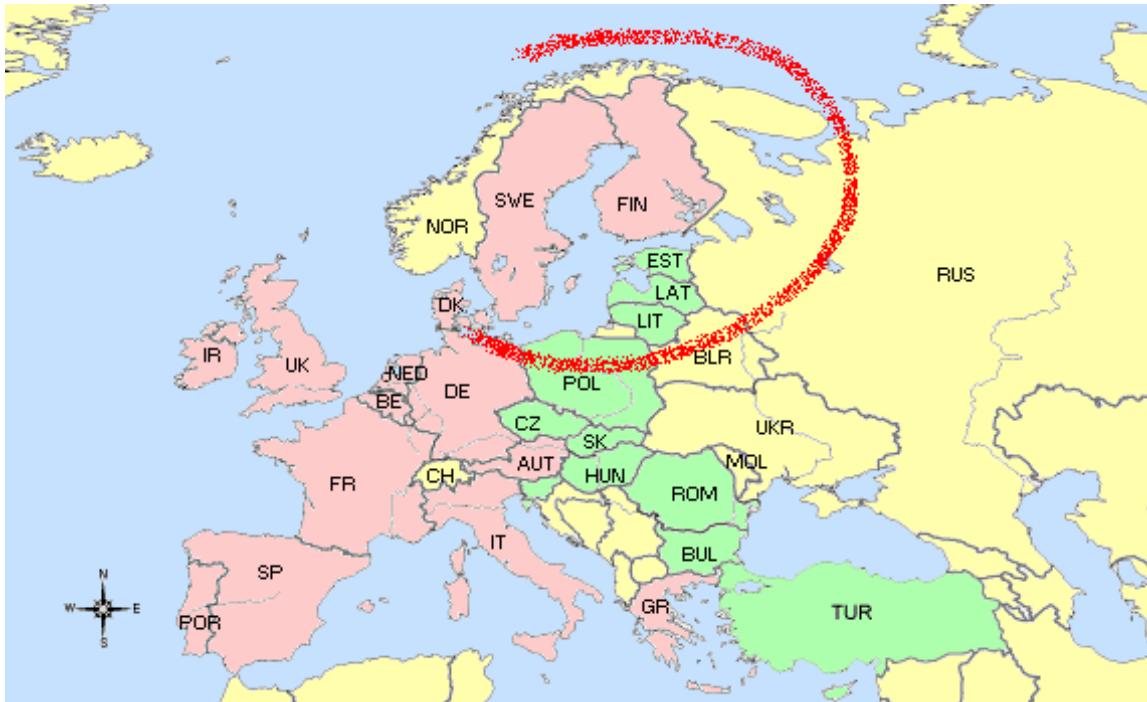 SWE
FIN
NOR
EST
RUS
LAT
DK
LIT
IR
UK
NED
BLR
DE
POL
BE
CZ
UKR
SK
AUT
MOL
CH
HUN
FR
ROM
IT
BUL
SP
N
W E
S
GR
POR
TUR